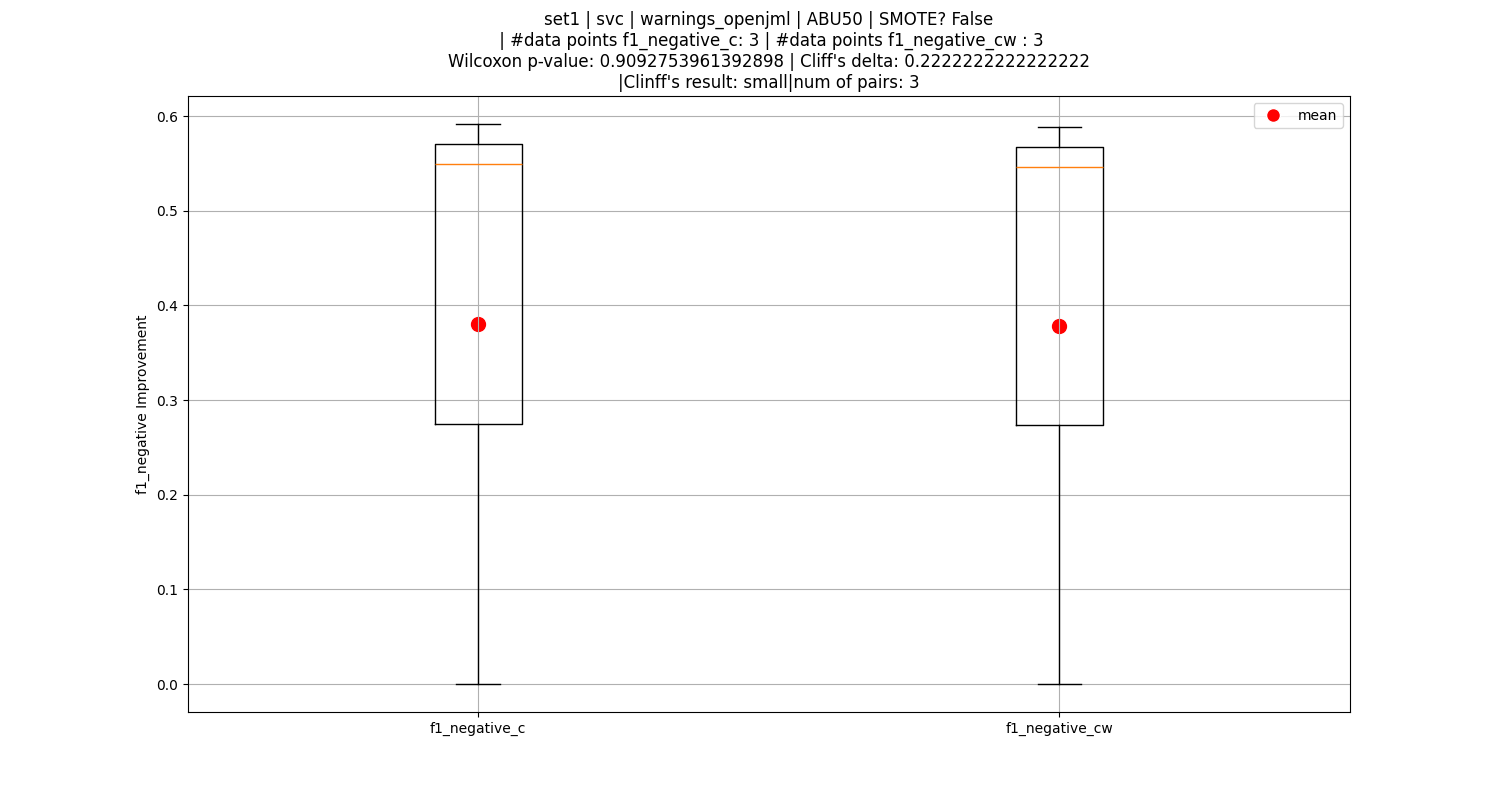 set1 | svc | warnings_openjml | ABU50 | SMOTE? False
| #data points f1_negative_c: 3 | #data points f1_negative_cw : 3
Wilcoxon p-value: 0.9092753961392898 | Cliff's delta: 0.2222222222222222
|Clinff's result: small|num of pairs: 3
mean
0.6
0.5
0.4
0.3
0.2
0.1
0.0
f1_negative Improvement
f1_negative_c
f1_negative_cw